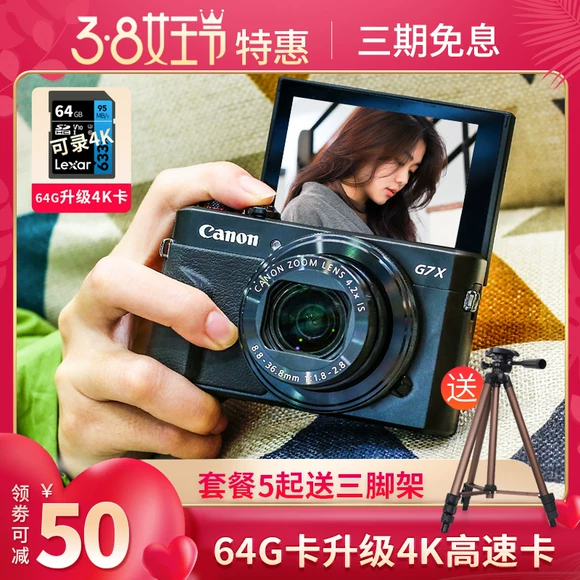 3·8女王节 特惠 三期免息
64GB
95 MB/s
V10
可录4K
Lexar
633
64G升级4K卡
Canon
G7X
CANON ZOOM LENS 4.2x IS
8.8-36.8mm 1:1.8-2.8
送
套餐5起送三脚架
领券可减
¥50
64G卡升级4K高速卡